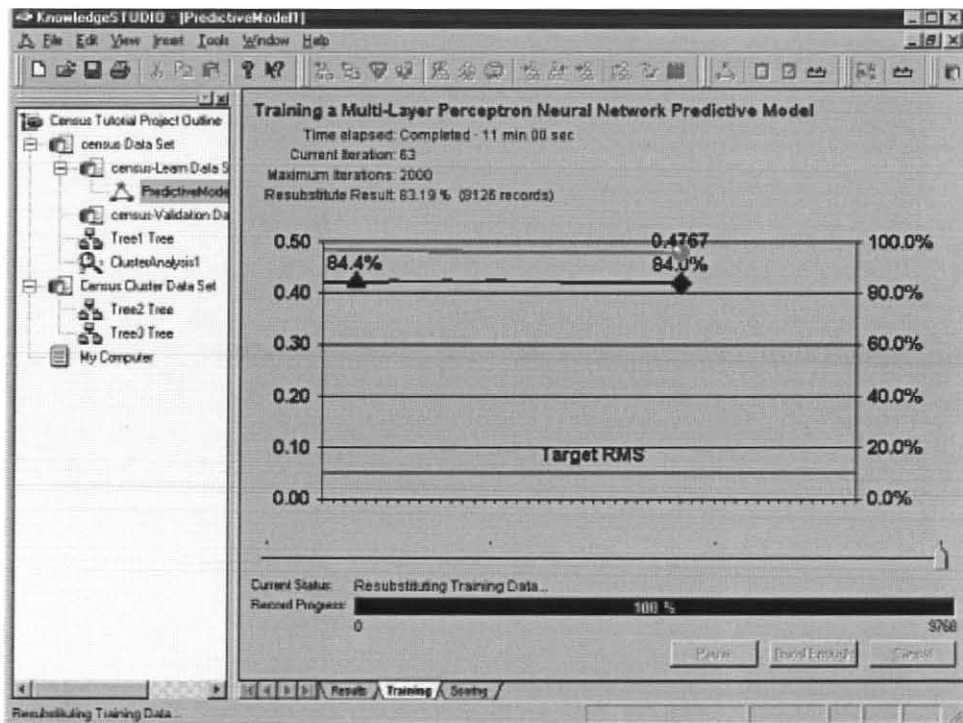 KnowledgeSTUDIO - [PredictiveModel1]
File Edit View Insert Tools Window Help
Census Tutorial Project Outline
census Data Set
census-Learn Data S
PredictiveMode
census-Validation Da
Tree1 Tree
ClusterAnalysis1
Census Cluster Data Set
Tree2 Tree
Tree3 Tree
My Computer
Training a Multi-Layer Perceptron Neural Network Predictive Model
Time elapsed: Completed - 11 min 00 sec
Current Iteration: 63
Maximum Iterations: 2000
Resubstitute Result: 83.19 % (8126 records)
0.50
0.4767
100.0%
84.4%
84.0%
0.40
80.0%
0.30
60.0%
0.20
40.0%
0.10
Target RMS
20.0%
0.00
0.0%
Current Status: Resubstituting Training Data...
Record Progress: 100 %
0
9768
Pause
Good Enough
Cancel
Results
Training
Scoring
Resubstituting Training Data...